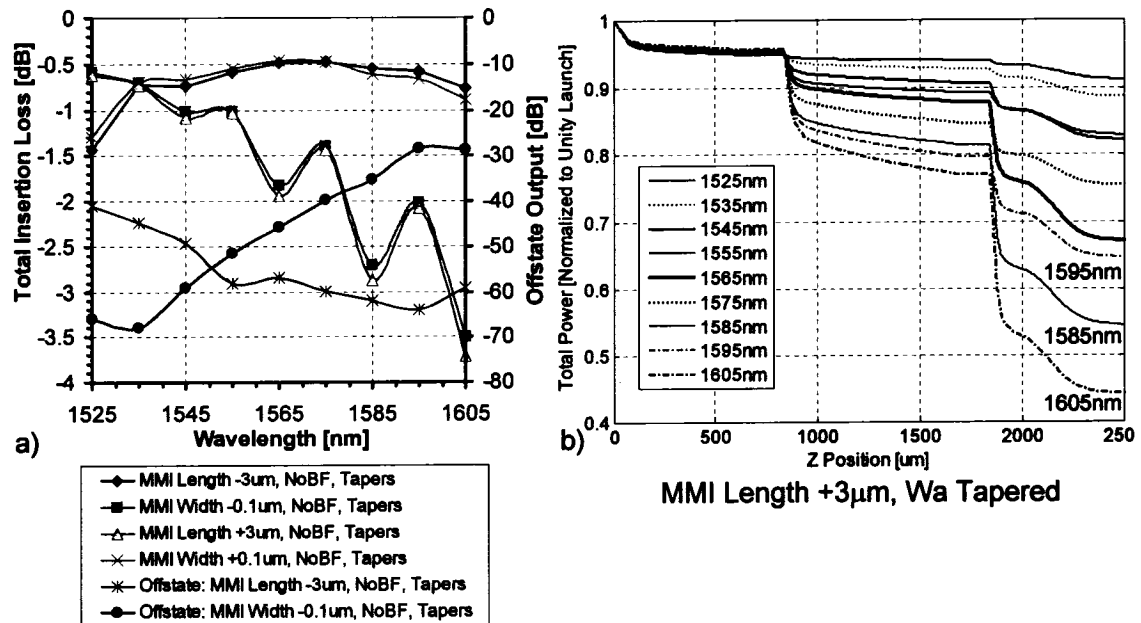 Total Insertion Loss [dB]
0
-0.5
-1
-1.5
-2
-2.5
-3
-3.5
-4
0
-10
-20
-30
-40
-50
-60
-70
-80
Offstate Output [dB]
1525 1545 1565 1585 1605
a) Wavelength [nm]
MMI Length -3um, NoBF, Tapers
MMI Width -0.1um, NoBF, Tapers
MMI Length +3um, NoBF, Tapers
MMI Width +0.1um, NoBF, Tapers
Offstate: MMI Length -3um, NoBF, Tapers
Offstate: MMI Width -0.1um, NoBF, Tapers
Total Power [Normalized to Unity Launch]
1
0.9
0.8
0.7
0.6
0.5
0.4
1525nm
1535nm
1545nm
1555nm
1565nm
1575nm
1585nm
1595nm
1605nm
1595nm
1585nm
1605nm
0 500 1000 1500 2000 250
b) Z Position [um]
MMI Length +3μm, Wa Tapered